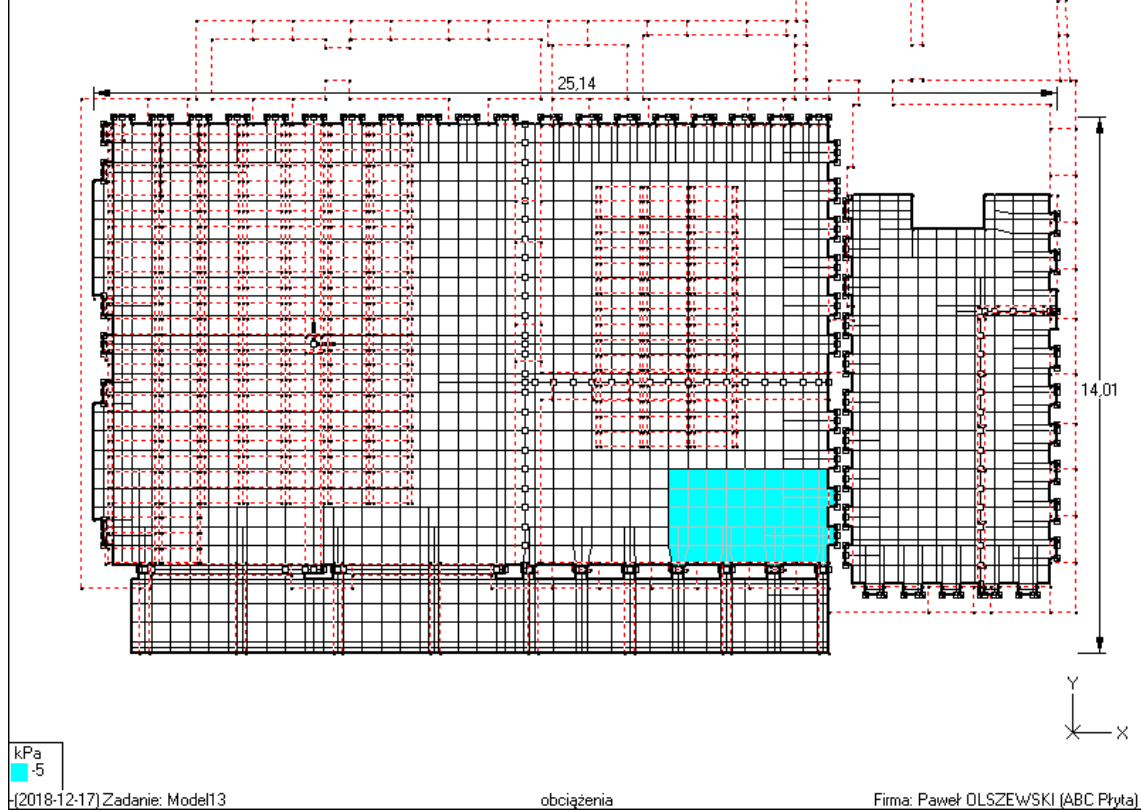 25,14
14,01
Y
X
kPa
-5
(2018-12-17) Zadanie: Model13 obciążenia Firma: Paweł OLSZEWSKI (ABC Płyta)